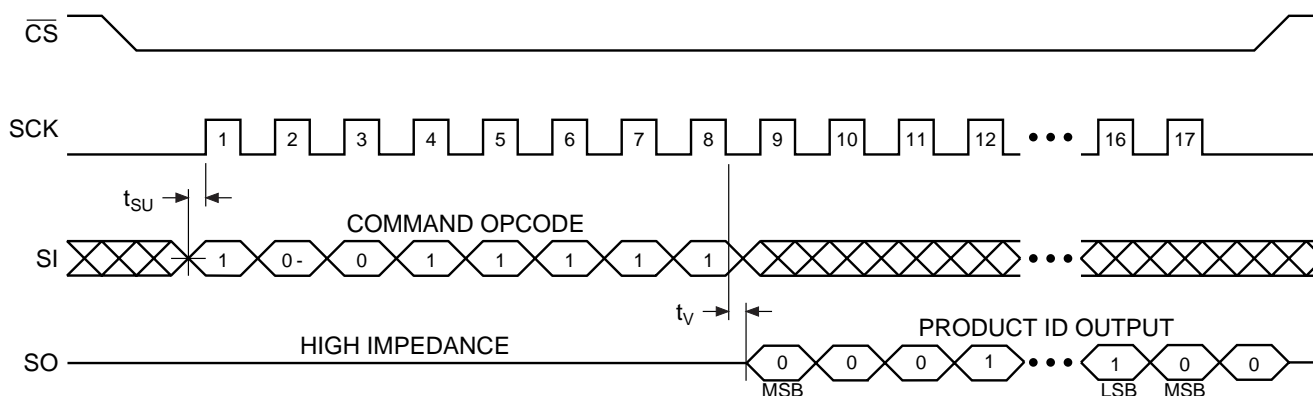 CS
SCK 1 2 3 4 5 6 7 8 9 10 11 12 ••• 16 17
tSU
COMMAND OPCODE
SI 1 0- 0 1 1 1 1 1 •••
tV
HIGH IMPEDANCE PRODUCT ID OUTPUT
SO 0 0 0 1 ••• 1 0 0
MSB LSB MSB